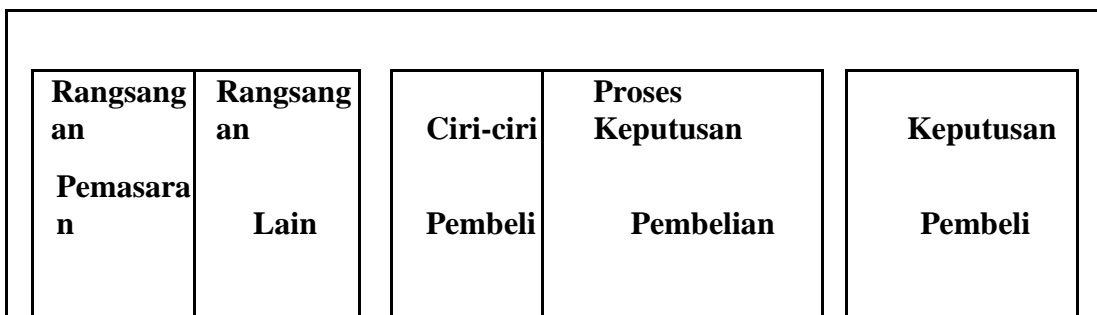 Rangsang
an
Pemasara
n
Rangsang
an
Lain
Ciri-ciri
Pembeli
Proses
Keputusan
Pembelian
Keputusan
Pembeli